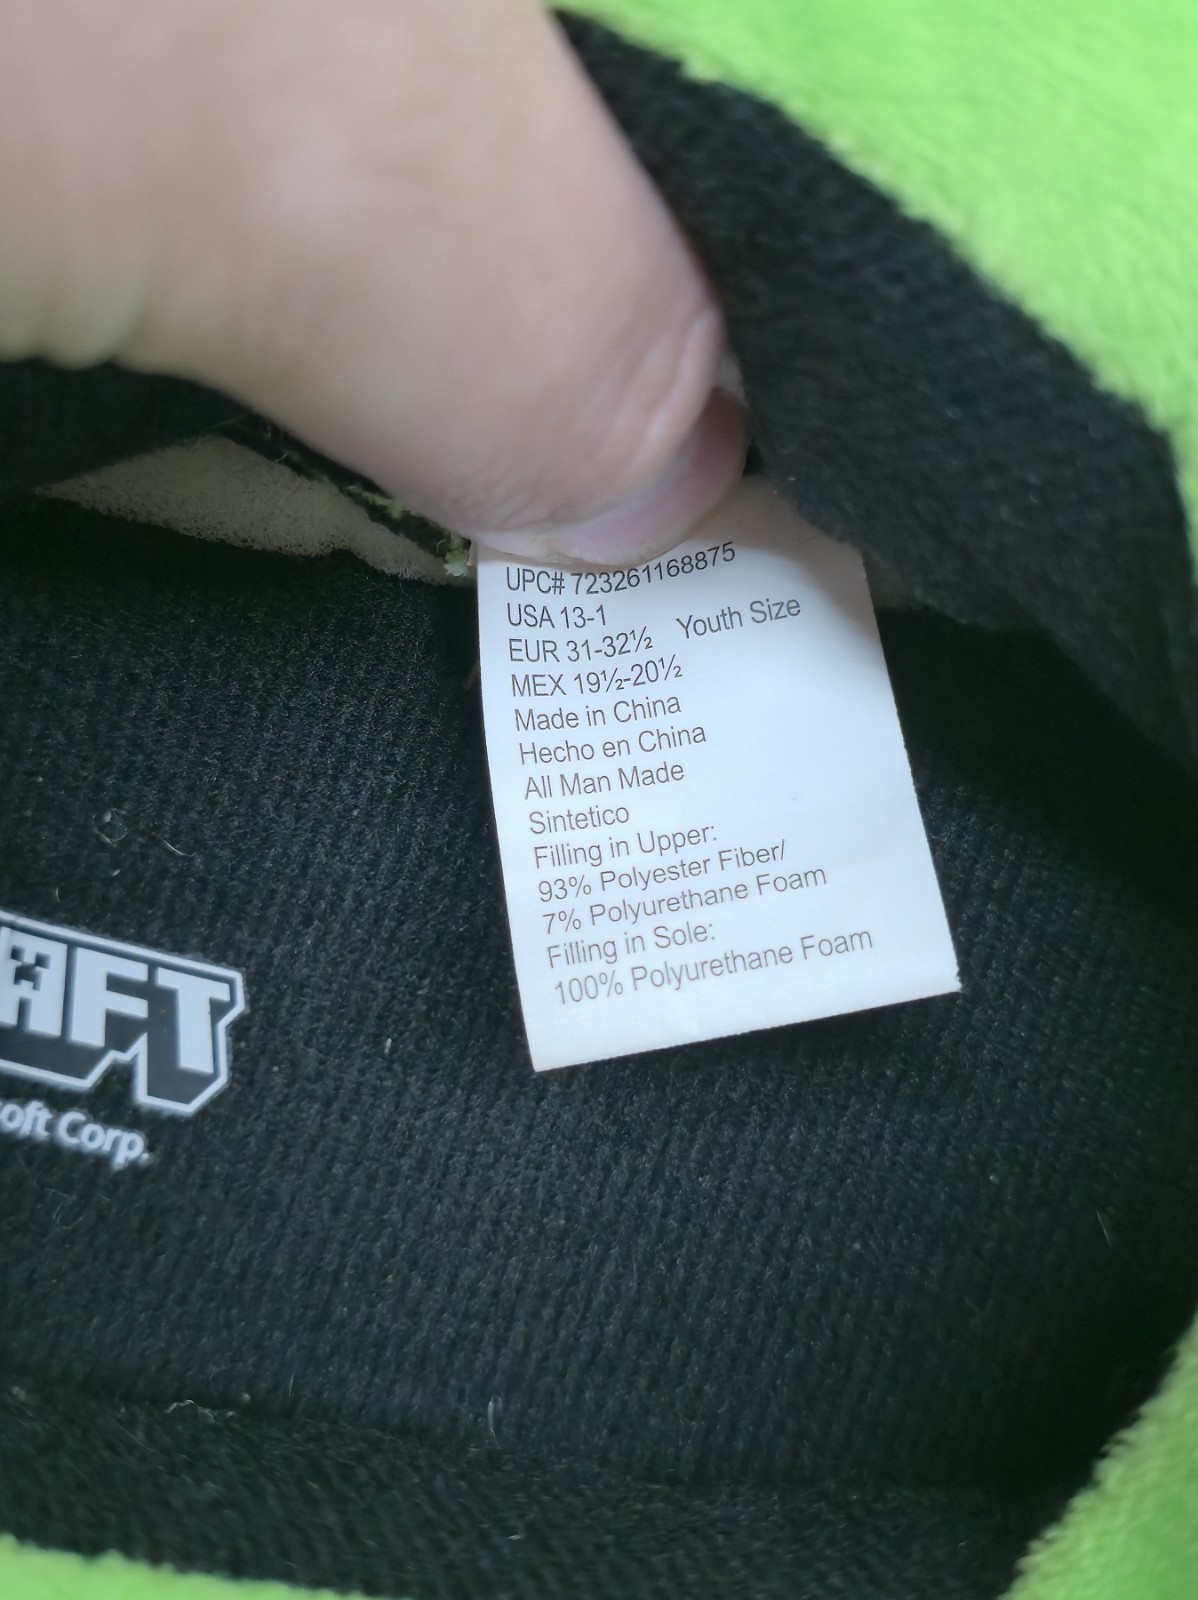 UPC# 723261168875
USA 13-1
EUR 31-32½ Youth Size
MEX 19½-20½
Made in China
Hecho en China
All Man Made
Sintetico
Filling in Upper:
93% Polyester Fiber/
7% Polyurethane Foam
Filling in Sole:
100% Polyurethane Foam
AFT
oft Corp.